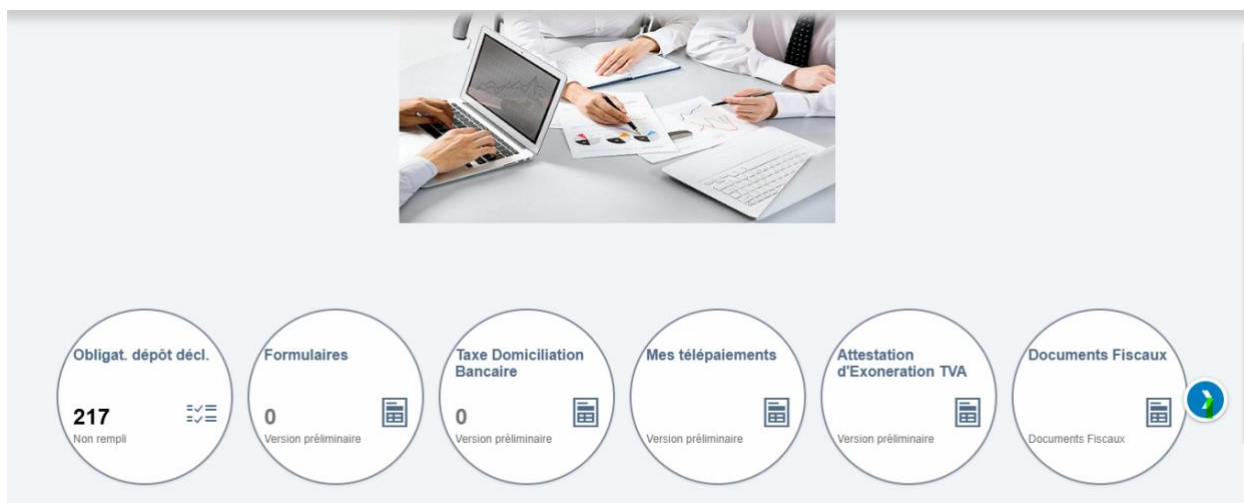 Obligat. dépôt décl.
217
Non rempli
Formulaires
0
Version préliminaire
Taxe Domiciliation
Bancaire
0
Version préliminaire
Mes télépaiements
Version préliminaire
Attestation
d'Exoneration TVA
Version préliminaire
Documents Fiscaux
Documents Fiscaux